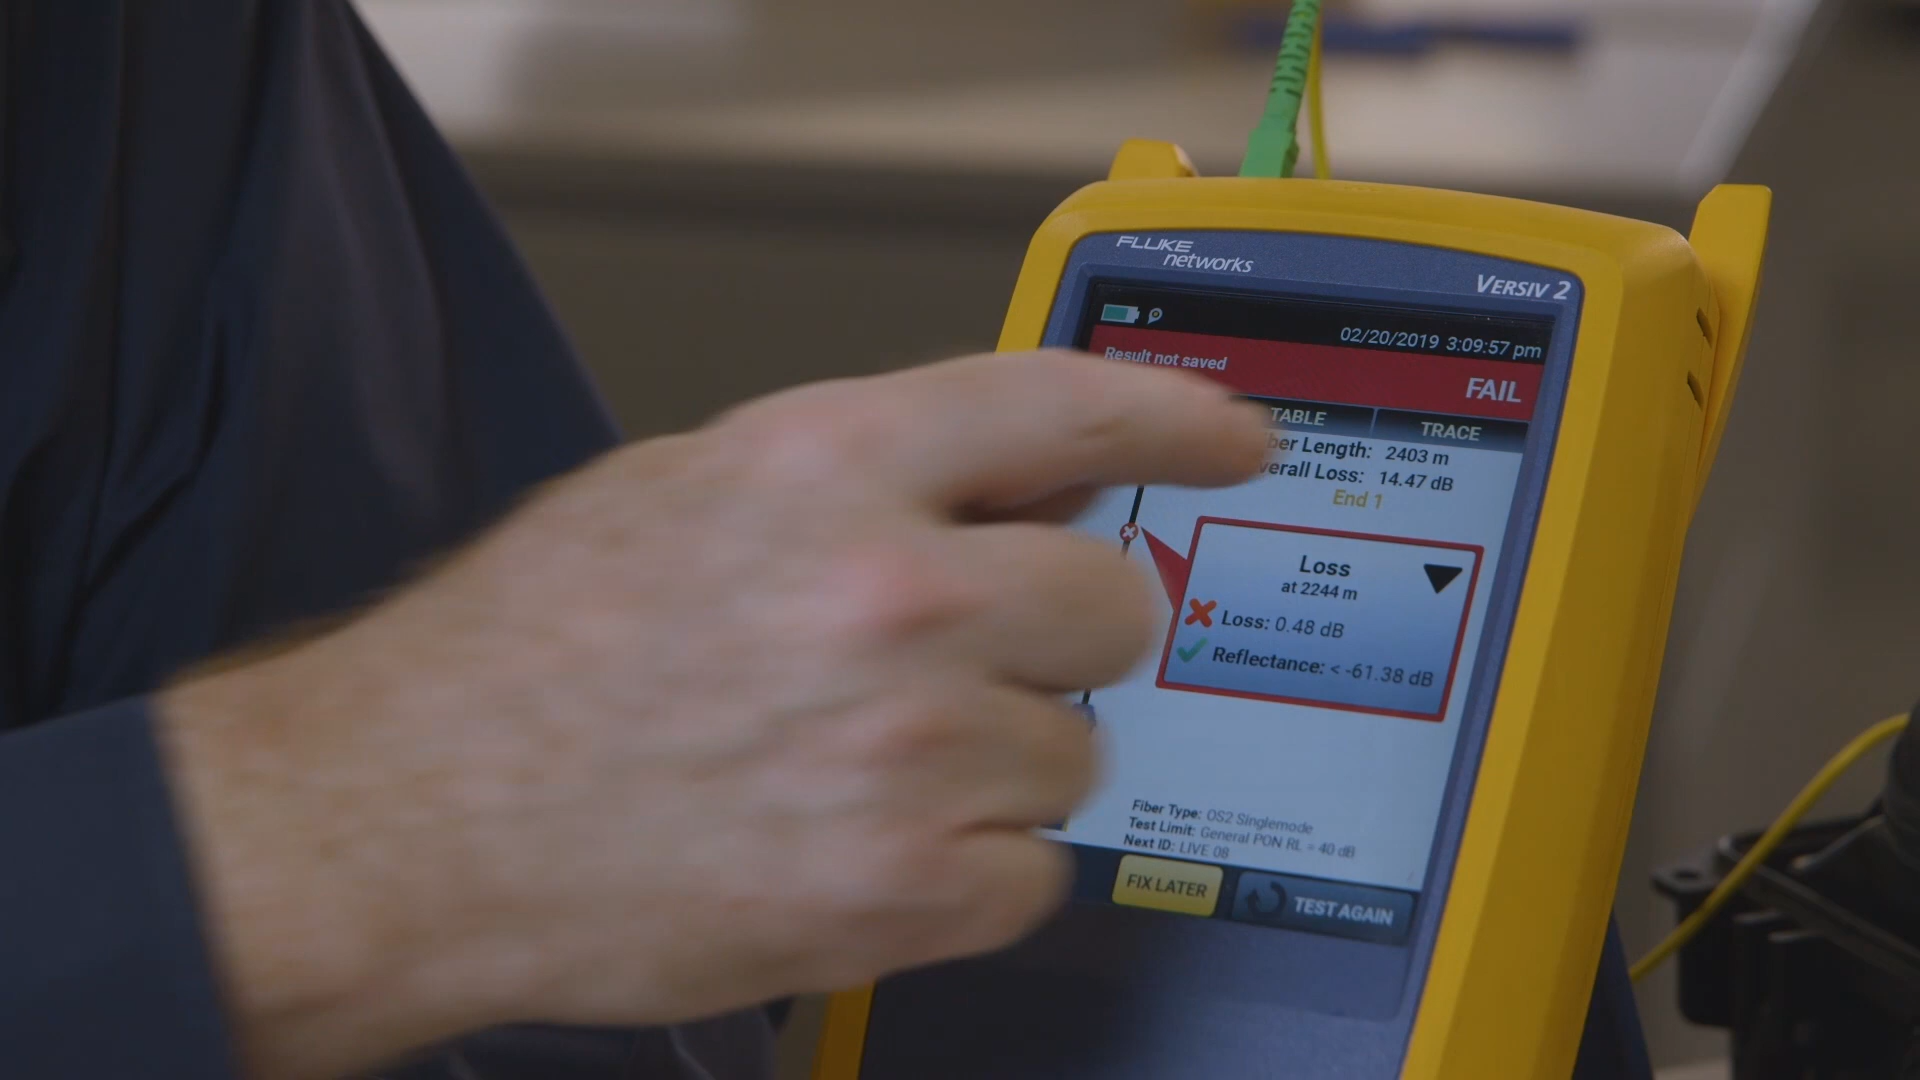 FLUKE
networks
VERSIV 2
02/20/2019 3:09:57 pm
Result not saved
FAIL
TABLE
TRACE
Length: 2403 m
Loss: 14.47 dB
End 1
Loss
at 2244 m
Loss: 0.48 dB
Reflectance: < -61.38 dB
Fiber Type: OS2 Singlemode
Test Limit: General PON RL = 40 dB
Next ID: LIVE 08
FIX LATER
TEST AGAIN